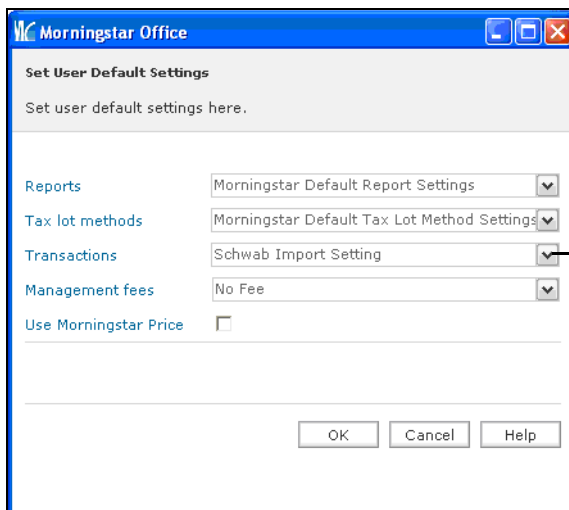 Morningstar Office
Set User Default Settings
Set user default settings here.
Reports Morningstar Default Report Settings
Tax lot methods Morningstar Default Tax Lot Method Settings
Transactions Schwab Import Setting
Management fees No Fee
Use Morningstar Price
OK Cancel Help